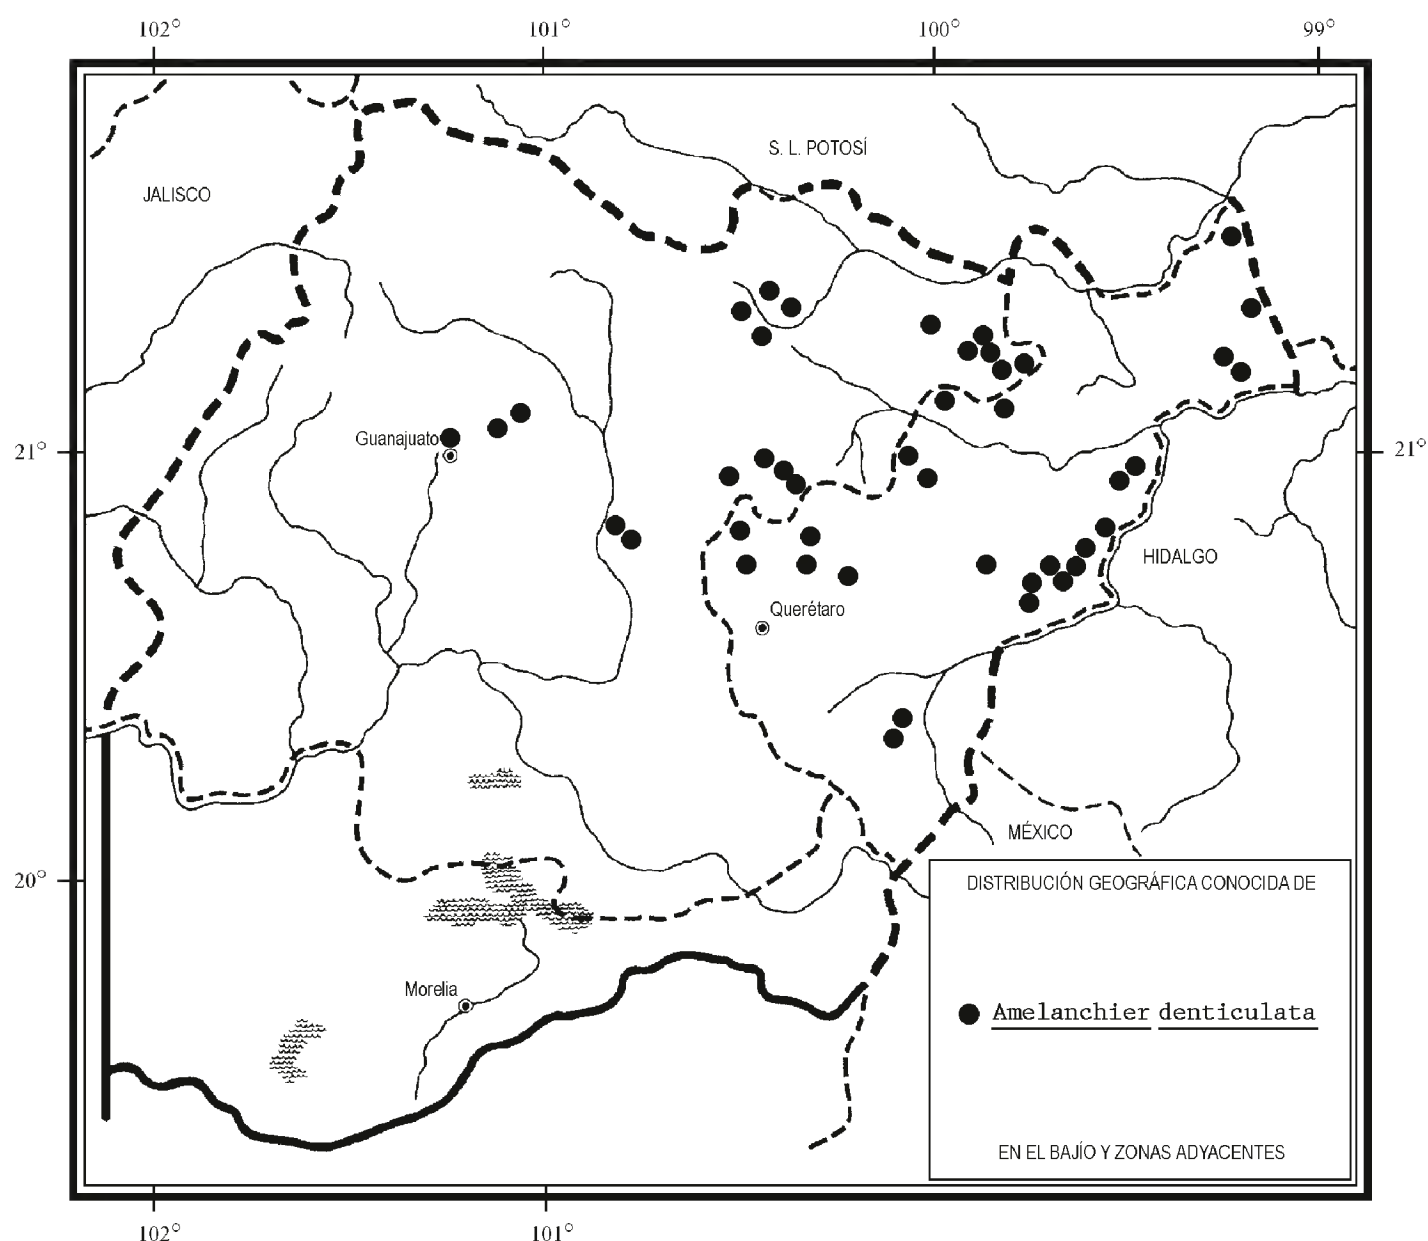 102° 101° 100° 99°
S. L. POTOSÍ
JALISCO
Guanajuato
21° 21°
HIDALGO
Querétaro
MÉXICO
20°
DISTRIBUCIÓN GEOGRÁFICA CONOCIDA DE
Morelia
Amelanchier denticulata
EN EL BAJÍO Y ZONAS ADYACENTES
102° 101°